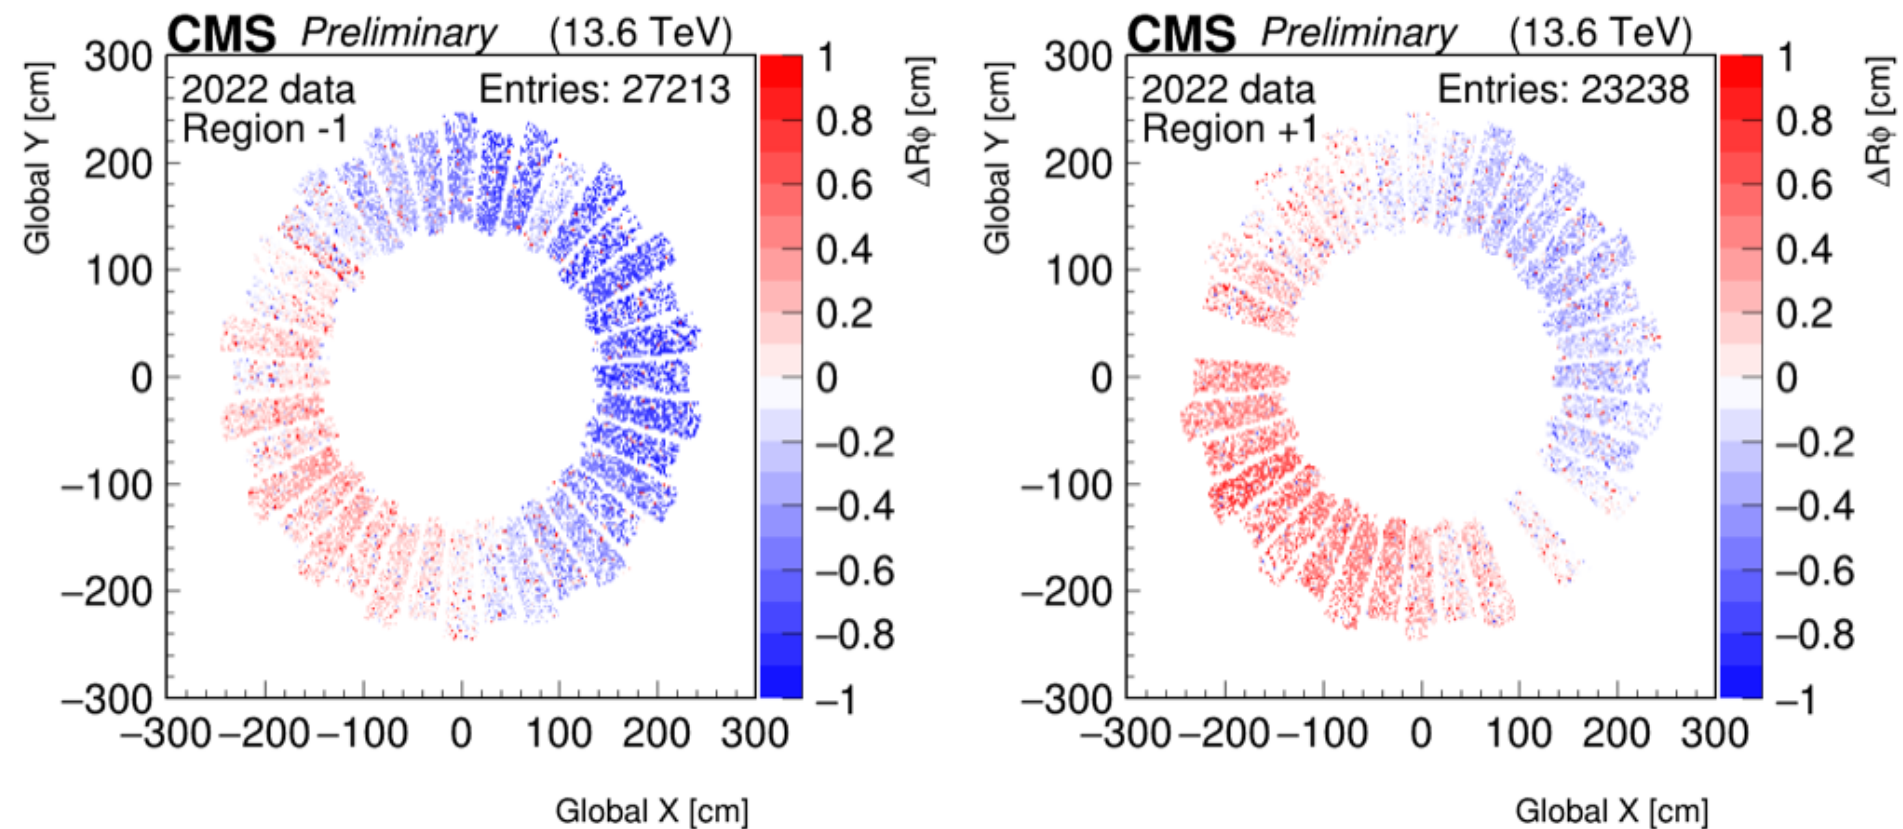 CMS Preliminary (13.6 TeV)
300
2022 data Entries: 27213
Region -1
Global Y [cm]
200
100
0
−100
−200
−300
−300 −200 −100 0 100 200 300
Global X [cm]
1
0.8
0.6
0.4
0.2
0
−0.2
−0.4
−0.6
−0.8
−1
ΔRϕ [cm]
CMS Preliminary (13.6 TeV)
300
2022 data Entries: 23238
Region +1
Global Y [cm]
200
100
0
−100
−200
−300
−300 −200 −100 0 100 200 300
Global X [cm]
1
0.8
0.6
0.4
0.2
0
−0.2
−0.4
−0.6
−0.8
−1
ΔRϕ [cm]